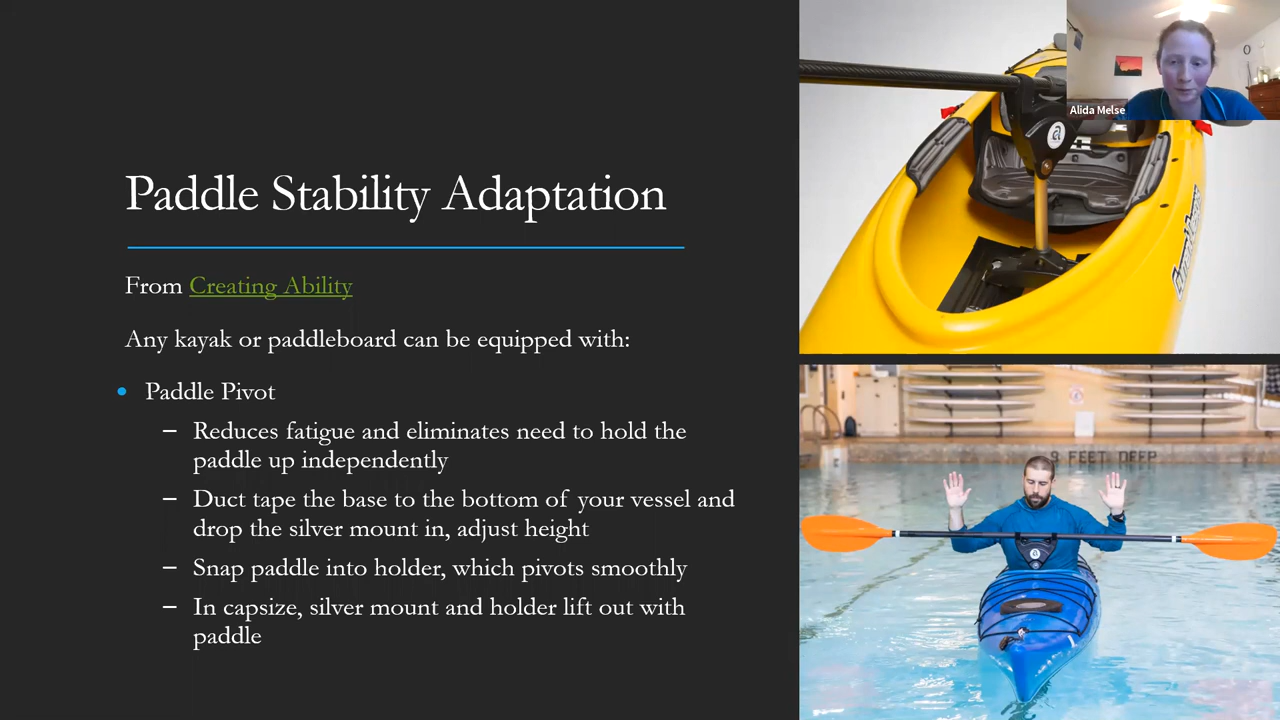 Alida Melse
Paddle Stability Adaptation
From Creating Ability
Any kayak or paddleboard can be equipped with:
• Paddle Pivot
– Reduces fatigue and eliminates need to hold the
paddle up independently
– Duct tape the base to the bottom of your vessel and
drop the silver mount in, adjust height
– Snap paddle into holder, which pivots smoothly
– In capsize, silver mount and holder lift out with
paddle
9 FEET DEEP